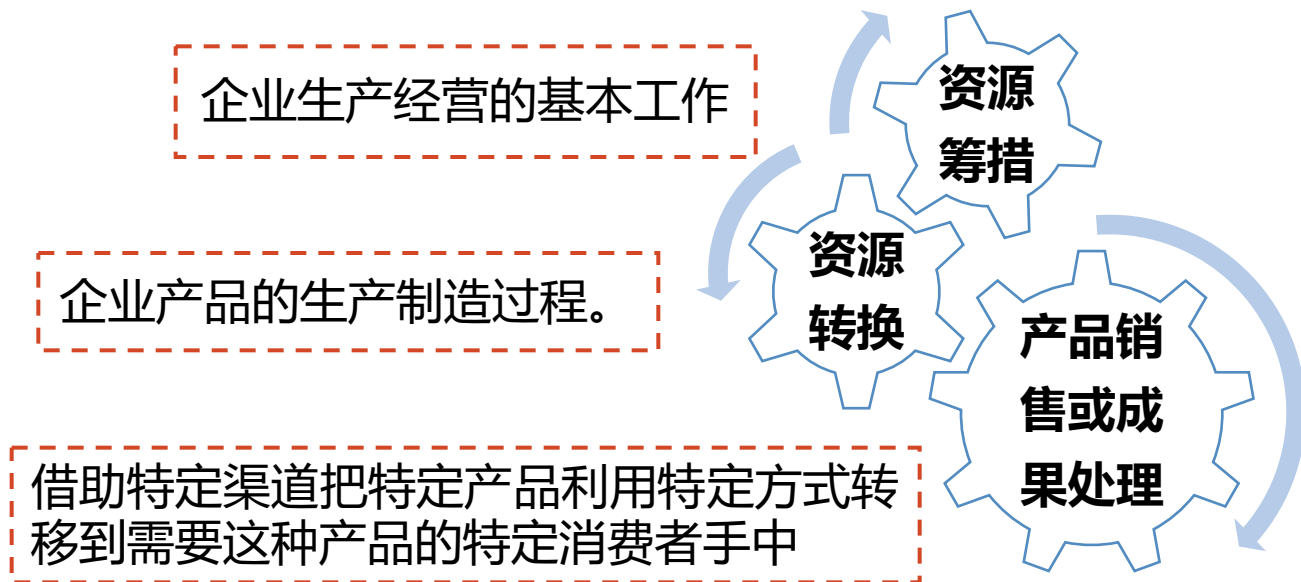 企业生产经营的基本工作
资源
筹措
企业产品的生产制造过程。
资源
转换
借助特定渠道把特定产品利用特定方式转
移到需要这种产品的特定消费者手中
产品销
售或成
果处理